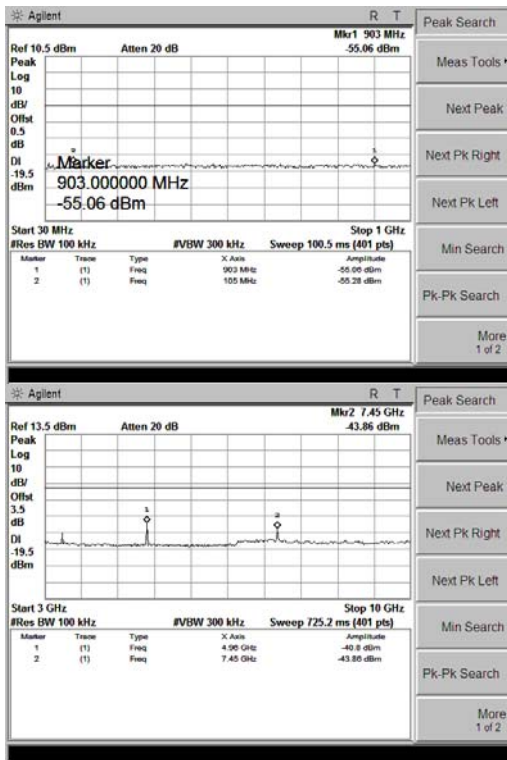 Agilent R T
Peak Search
Mkr1 903 MHz
Ref 10.5 dBm Atten 20 dB -55.06 dBm
Peak
Log
10
dB/
Offst
0.5
dB
DI
-19.5
dBm
2
1
Marker
903.000000 MHz
-55.06 dBm
Start 30 MHz Stop 1 GHz
#Res BW 100 kHz #VBW 300 kHz Sweep 100.5 ms (401 pts)
Marker Trace Type X Axis Amplitude
1 (1) Freq 903 MHz -55.06 dBm
2 (1) Freq 105 MHz -55.28 dBm
Meas Tools
Next Peak
Next Pk Right
Next Pk Left
Min Search
Pk-Pk Search
More
1 of 2
Agilent R T
Peak Search
Mkr2 7.45 GHz
Ref 13.5 dBm Atten 20 dB -43.86 dBm
Peak
Log
10
dB/
Offst
3.5
dB
DI
-19.5
dBm
1
2
Start 3 GHz Stop 10 GHz
#Res BW 100 kHz #VBW 300 kHz Sweep 725.2 ms (401 pts)
Marker Trace Type X Axis Amplitude
1 (1) Freq 4.96 GHz -40.8 dBm
2 (1) Freq 7.45 GHz -43.86 dBm
Meas Tools
Next Peak
Next Pk Right
Next Pk Left
Min Search
Pk-Pk Search
More
1 of 2